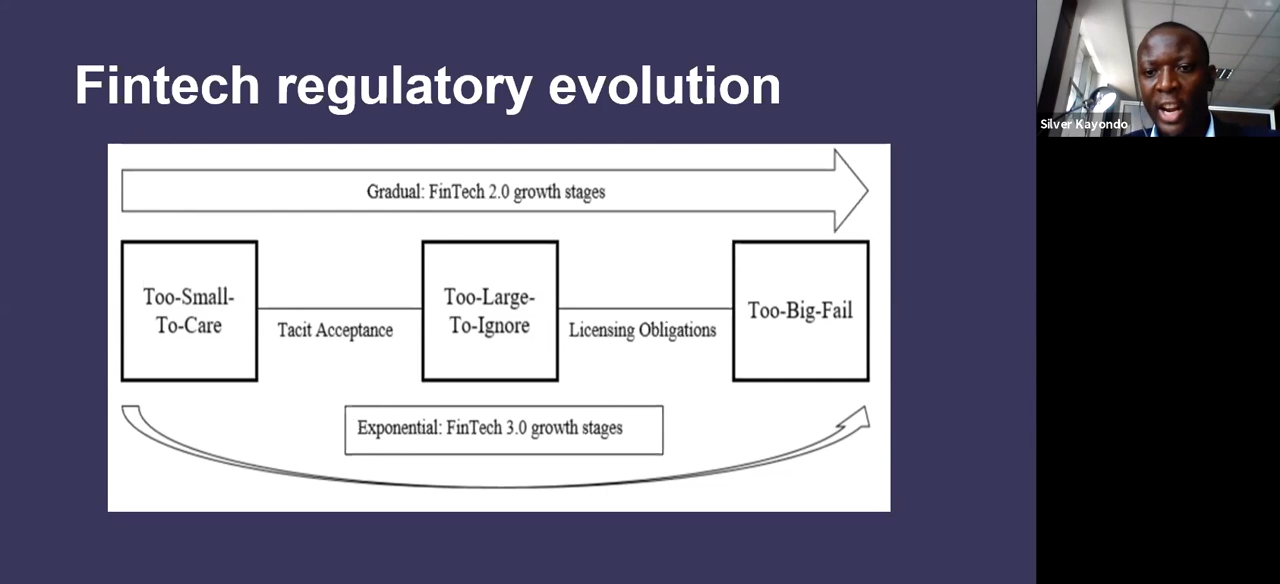 Fintech regulatory evolution
Silver Kayondo
Gradual: FinTech 2.0 growth stages
Too-Small-
To-Care
Tacit Acceptance
Too-Large-
To-Ignore
Licensing Obligations
Too-Big-Fail
Exponential: FinTech 3.0 growth stages